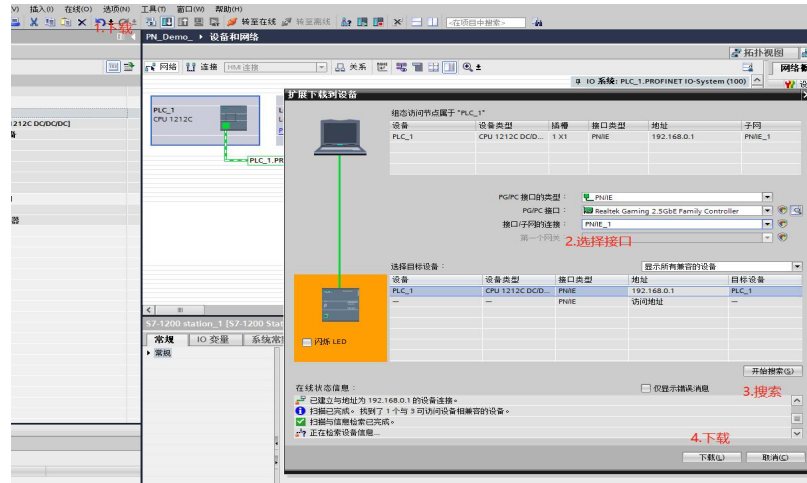 插入(I) 在线(O) 选项(N) 工具(T) 窗口(W) 帮助(H)
转至在线 转至离线 <在项目中搜索>
1.下载
PN_Demo_ 设备和网络
拓扑视图
网络 连接 HMI 连接 关系 网络
IO 系统: PLC_1.PROFINET IO-System (100)
PLC_1
CPU 1212C
212C DC/DC/DC]
PLC_1.PR
扩展下载到设备
组态访问节点属于 "PLC_1"
设备 设备类型 插槽 接口类型 地址 子网
PLC_1 CPU 1212C DC/D... 1 X1 PN/IE 192.168.0.1 PN/IE_1
PG/PC 接口的类型： PN/IE
PG/PC 接口： Realtek Gaming 2.5GbE Family Controller
接口/子网的连接： PN/IE_1
第一个网关：
2.选择接口
选择目标设备： 显示所有兼容的设备
设备 设备类型 接口类型 地址 目标设备
PLC_1 CPU 1212C DC/D... PN/IE 192.168.0.1 PLC_1
— — PN/IE 访问地址 —
闪烁 LED
S7-1200 station_1 [S7-1200 Stat
常规 IO 变量 系统常
常规
开始搜索(S)
3.搜索
在线状态信息： 仅显示错误消息
已建立与地址为 192.168.0.1 的设备连接。
扫描已完成。找到了 1 个与 3 可访问设备相兼容的设备。
扫描与信息检索已完成。
正在检索设备信息...
4.下载
下载(L) 取消(C)